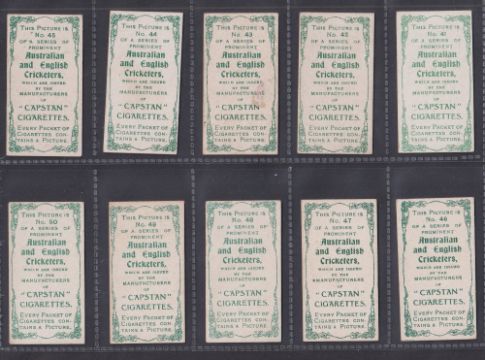 THIS PICTURE IS
No. 45
OF A SERIES OF
PROMINENT
Australian
and English
Cricketers,
WHICH ARE ISSUED
BY THE
MANUFACTURERS
OF
"CAPSTAN"
CIGARETTES.
EVERY PACKET OF
CIGARETTES CON-
TAINS A PICTURE.
THIS PICTURE IS
No. 44
OF A SERIES OF
PROMINENT
Australian
and English
Cricketers,
WHICH ARE ISSUED
BY THE
MANUFACTURERS
OF
"CAPSTAN"
CIGARETTES.
EVERY PACKET OF
CIGARETTES CON-
TAINS A PICTURE.
THIS PICTURE IS
No. 43
OF A SERIES OF
PROMINENT
Australian
and English
Cricketers,
WHICH ARE ISSUED
BY THE
MANUFACTURERS
OF
"CAPSTAN"
CIGARETTES.
EVERY PACKET OF
CIGARETTES CON-
TAINS A PICTURE.
THIS PICTURE IS
No. 42
OF A SERIES OF
PROMINENT
Australian
and English
Cricketers,
WHICH ARE ISSUED
BY THE
MANUFACTURERS
OF
"CAPSTAN"
CIGARETTES.
EVERY PACKET OF
CIGARETTES CON-
TAINS A PICTURE.
THIS PICTURE IS
No. 41
OF A SERIES OF
PROMINENT
Australian
and English
Cricketers,
WHICH ARE ISSUED
BY THE
MANUFACTURERS
OF
"CAPSTAN"
CIGARETTES.
EVERY PACKET OF
CIGARETTES CON-
TAINS A PICTURE.
THIS PICTURE IS
No. 50
OF A SERIES OF
PROMINENT
Australian
and English
Cricketers,
WHICH ARE ISSUED
BY THE
MANUFACTURERS
OF
"CAPSTAN"
CIGARETTES.
EVERY PACKET OF
CIGARETTES CON-
TAINS A PICTURE.
THIS PICTURE IS
No. 49
OF A SERIES OF
PROMINENT
Australian
and English
Cricketers,
WHICH ARE ISSUED
BY THE
MANUFACTURERS
OF
"CAPSTAN"
CIGARETTES.
EVERY PACKET OF
CIGARETTES CON-
TAINS A PICTURE.
THIS PICTURE IS
No. 48
OF A SERIES OF
PROMINENT
Australian
and English
Cricketers,
WHICH ARE ISSUED
BY THE
MANUFACTURERS
OF
"CAPSTAN"
CIGARETTES.
EVERY PACKET OF
CIGARETTES CON-
TAINS A PICTURE.
THIS PICTURE IS
No. 47
OF A SERIES OF
PROMINENT
Australian
and English
Cricketers,
WHICH ARE ISSUED
BY THE
MANUFACTURERS
OF
"CAPSTAN"
CIGARETTES.
EVERY PACKET OF
CIGARETTES CON-
TAINS A PICTURE.
THIS PICTURE IS
No. 46
OF A SERIES OF
PROMINENT
Australian
and English
Cricketers,
WHICH ARE ISSUED
BY THE
MANUFACTURERS
OF
"CAPSTAN"
CIGARETTES.
EVERY PACKET OF
CIGARETTES CON-
TAINS A PICTURE.